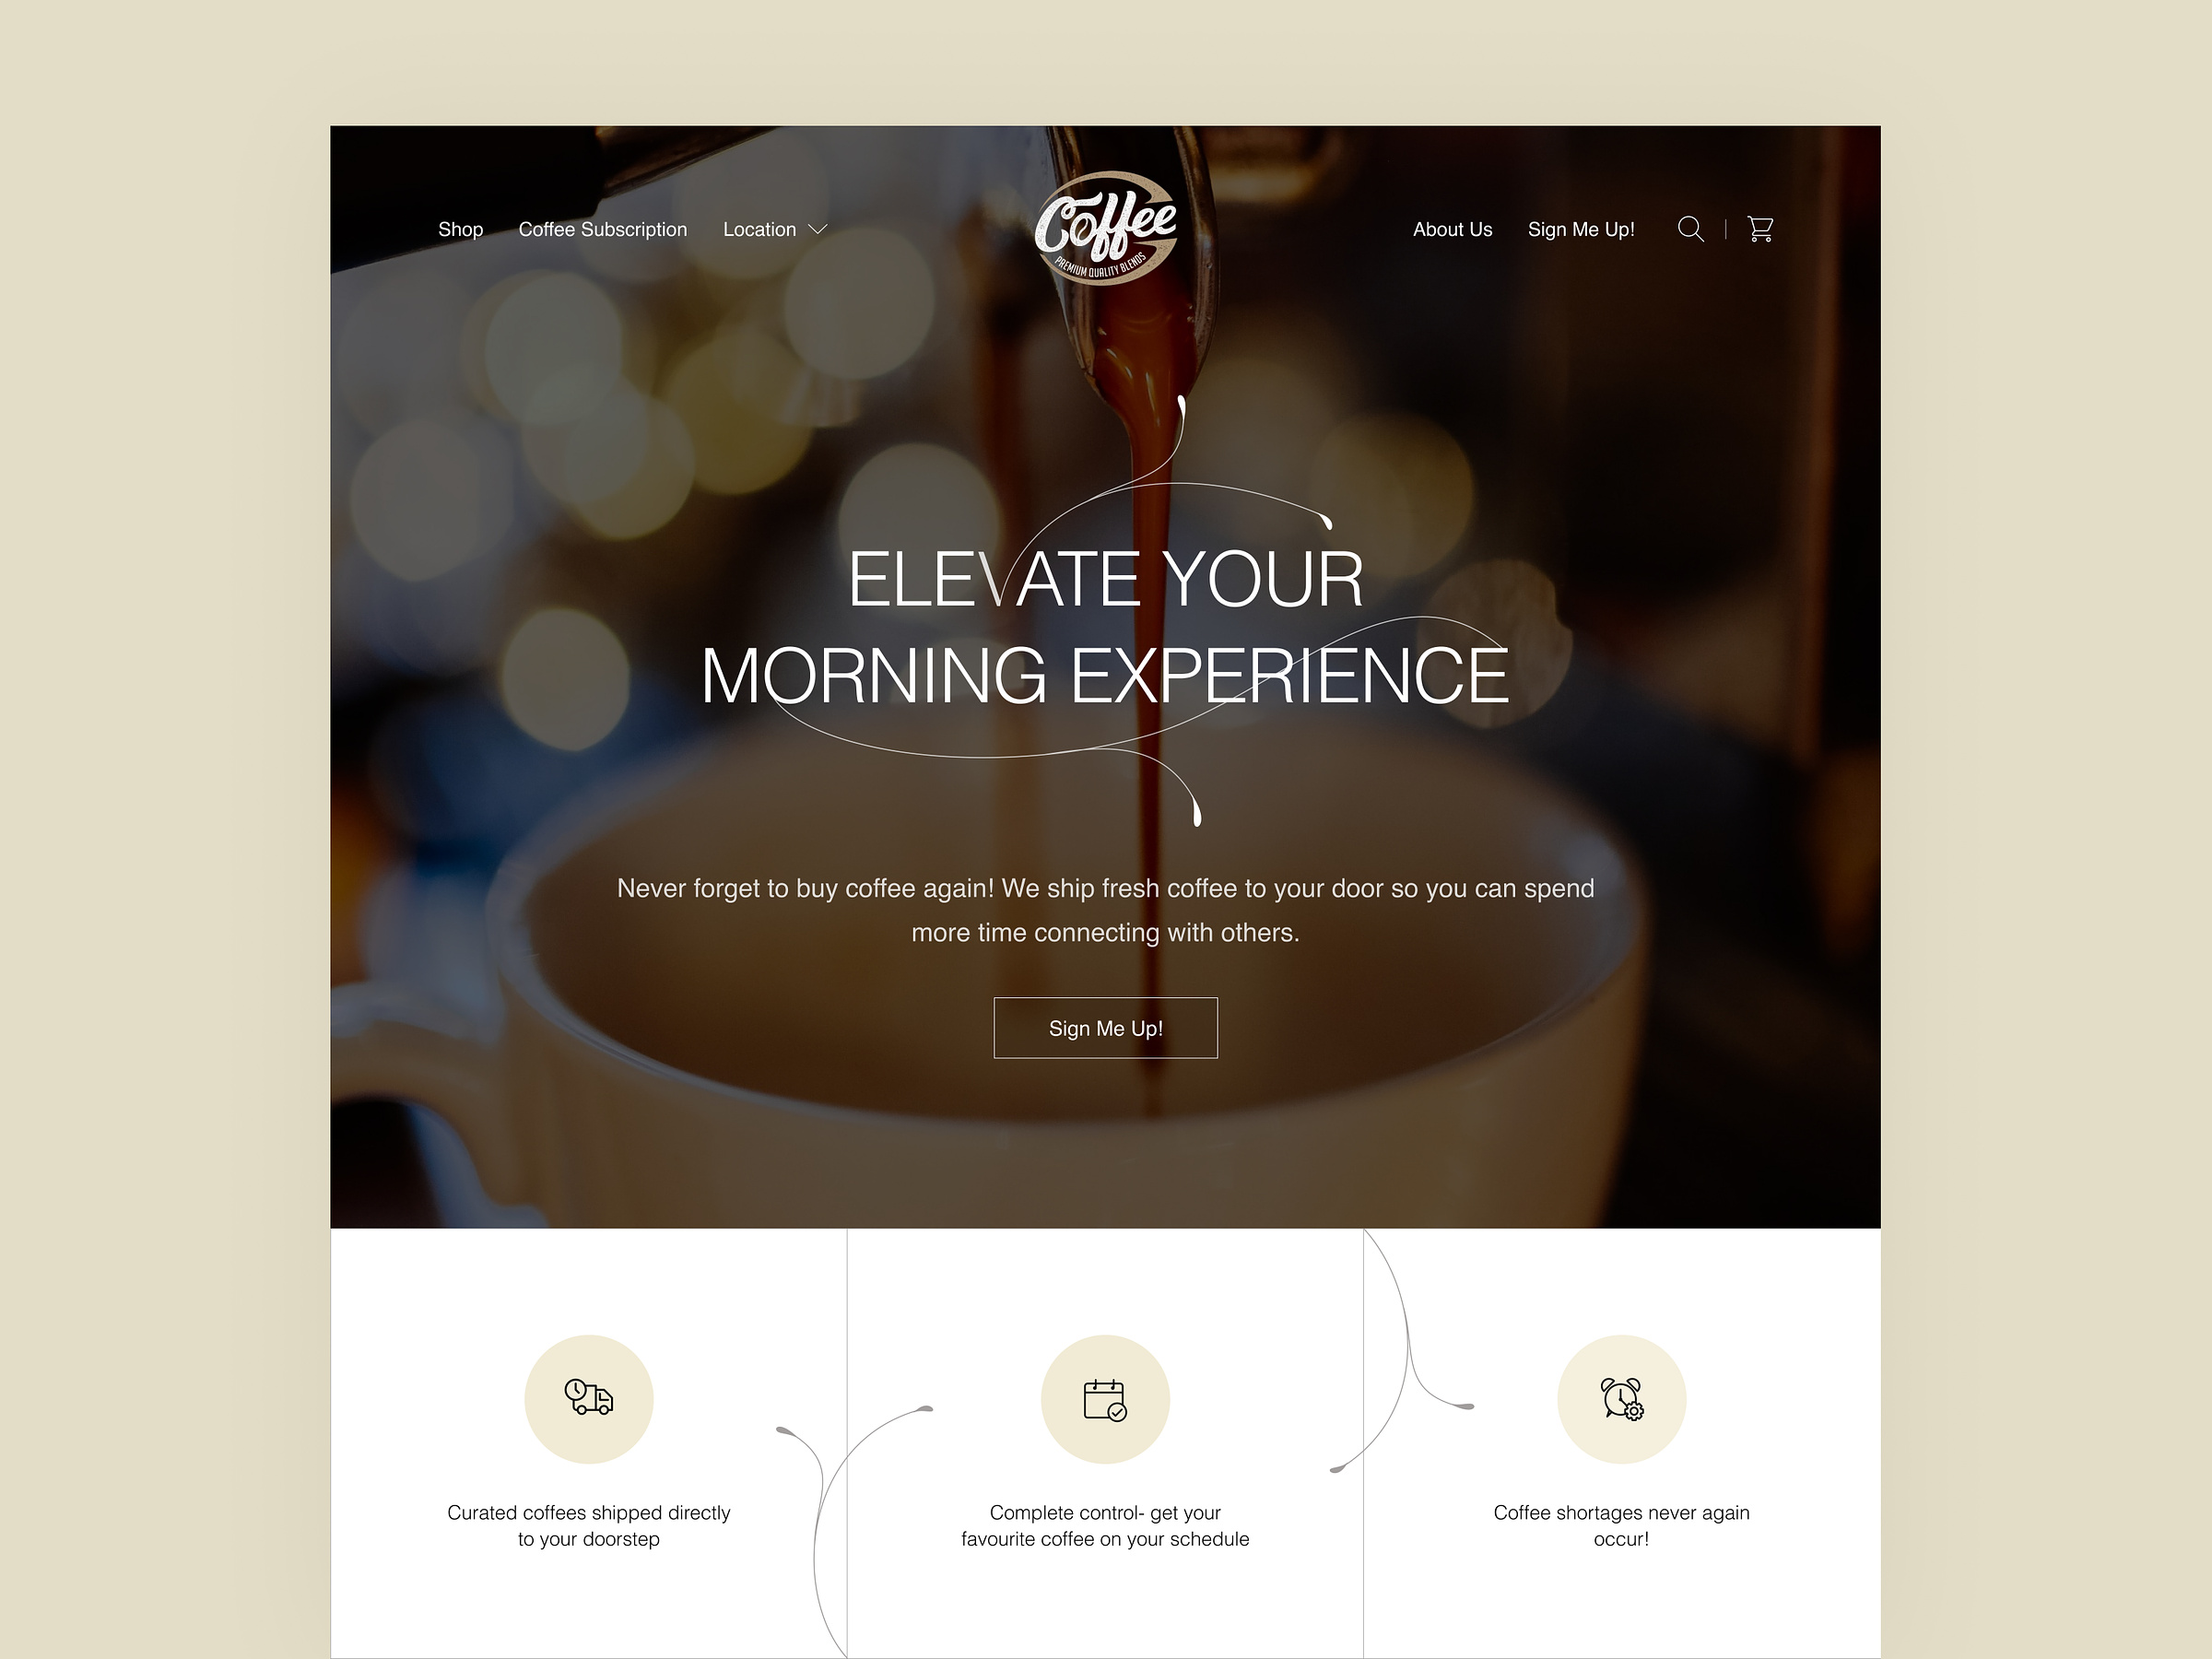 Shop
Coffee Subscription
Location
Coffee
PREMIUM QUALITY BLENDS
About Us
Sign Me Up!
ELEVATE YOUR
MORNING EXPERIENCE
Never forget to buy coffee again! We ship fresh coffee to your door so you can spend
more time connecting with others.
Sign Me Up!
Curated coffees shipped directly
to your doorstep
Complete control- get your
favourite coffee on your schedule
Coffee shortages never again
occur!